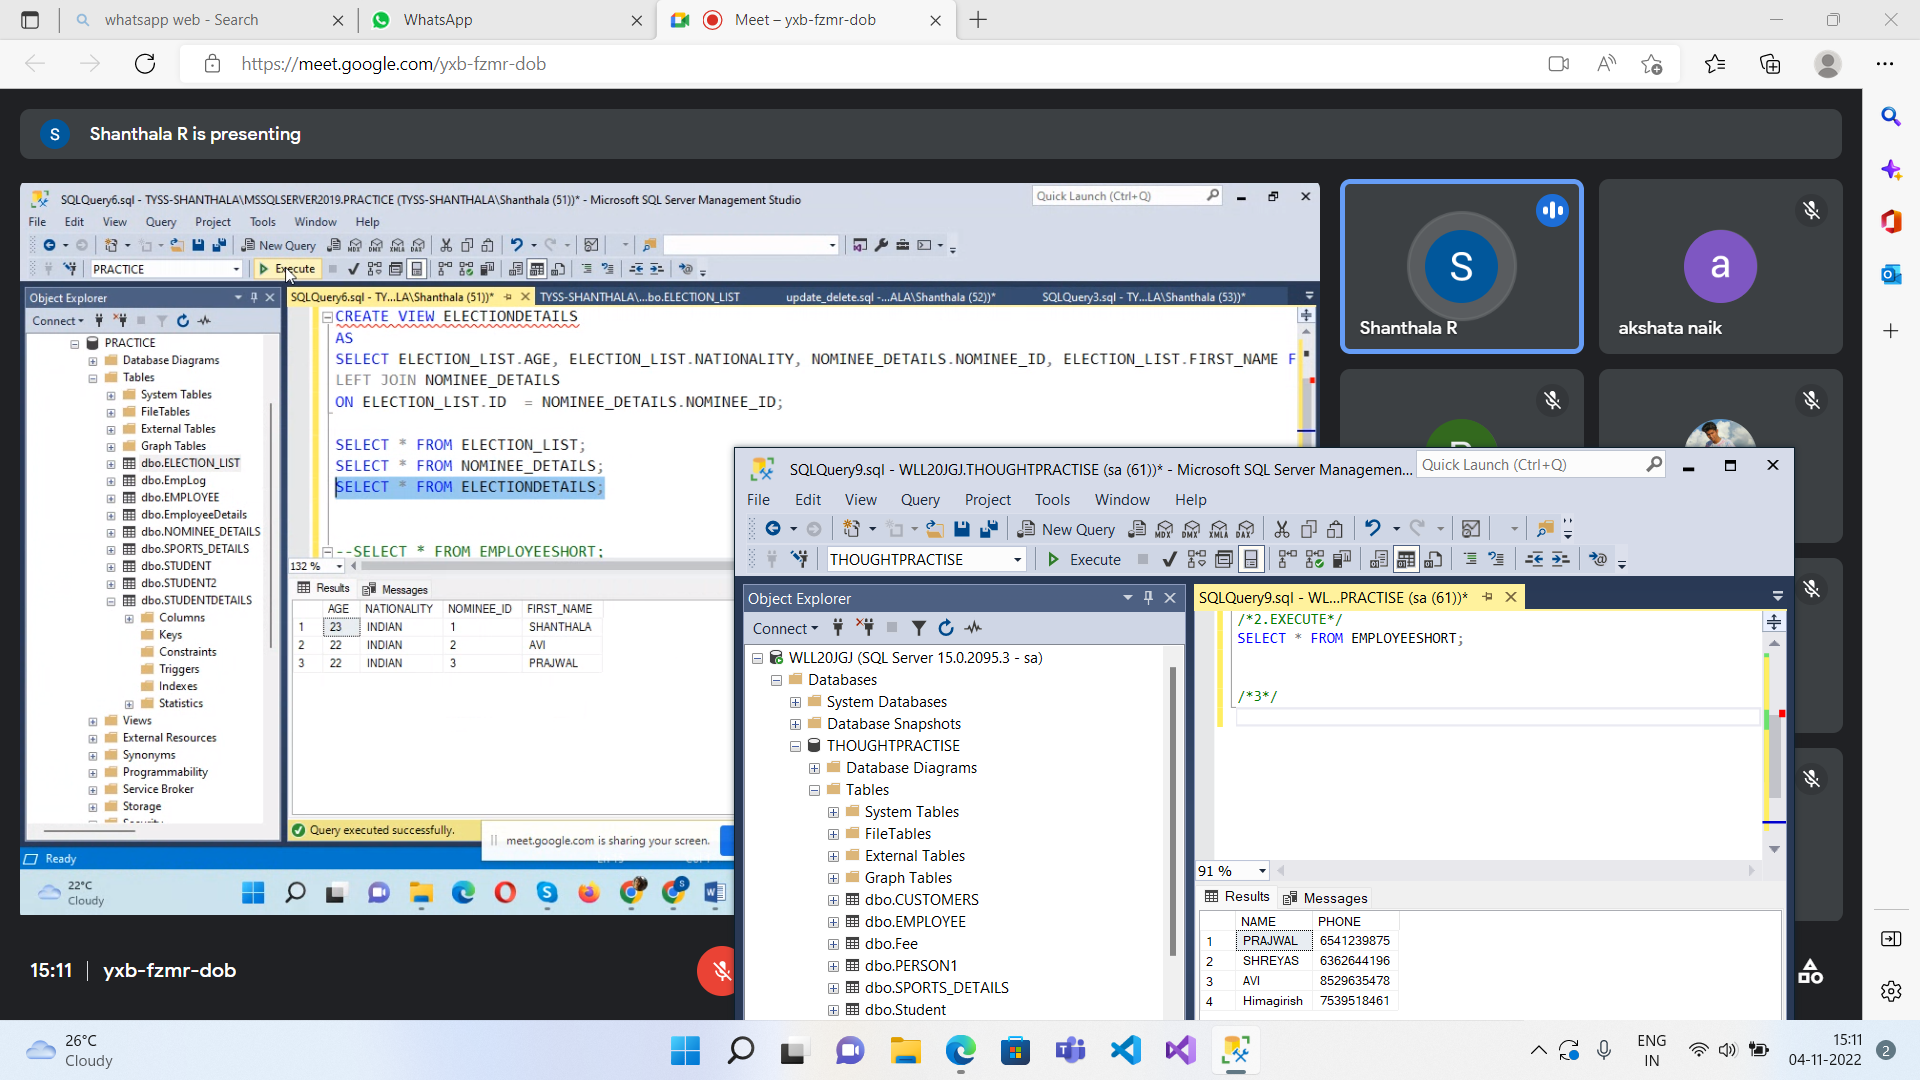 whatsapp web - Search
WhatsApp
Meet – yxb-fzmr-dob
https://meet.google.com/yxb-fzmr-dob
S Shanthala R is presenting
SQLQuery6.sql - TYSS-SHANTHALA\MSSQLSERVER2019.PRACTICE (TYSS-SHANTHALA\Shanthala (51))* - Microsoft SQL Server Management Studio
Quick Launch (Ctrl+Q)
File Edit View Query Project Tools Window Help
New Query
PRACTICE
Execute
Object Explorer
Connect
PRACTICE
Database Diagrams
Tables
System Tables
FileTables
External Tables
Graph Tables
dbo.ELECTION_LIST
dbo.EmpLog
dbo.EMPLOYEE
dbo.EmployeeDetails
dbo.NOMINEE_DETAILS
dbo.SPORTS_DETAILS
dbo.STUDENT
dbo.STUDENT2
dbo.STUDENTDETAILS
Columns
Keys
Constraints
Triggers
Indexes
Statistics
Views
External Resources
Synonyms
Programmability
Service Broker
Storage
SQLQuery6.sql - TY...LA\Shanthala (51))*
TYSS-SHANTHALA\...bo.ELECTION_LIST
update_delete.sql -...ALA\Shanthala (52))*
SQLQuery3.sql - TY...LA\Shanthala (53))*
CREATE VIEW ELECTIONDETAILS
AS
SELECT ELECTION_LIST.AGE, ELECTION_LIST.NATIONALITY, NOMINEE_DETAILS.NOMINEE_ID, ELECTION_LIST.FIRST_NAME F
LEFT JOIN NOMINEE_DETAILS
ON ELECTION_LIST.ID = NOMINEE_DETAILS.NOMINEE_ID;
SELECT * FROM ELECTION_LIST;
SELECT * FROM NOMINEE_DETAILS;
SELECT * FROM ELECTIONDETAILS;
--SELECT * FROM EMPLOYEESHORT;
132 %
Results Messages
AGE NATIONALITY NOMINEE_ID FIRST_NAME
1 23 INDIAN 1 SHANTHALA
2 22 INDIAN 2 AVI
3 22 INDIAN 3 PRAJWAL
Query executed successfully.
meet.google.com is sharing your screen.
Ready
22°C
Cloudy
S
Shanthala R
a
akshata naik
SQLQuery9.sql - WLL20JGJ.THOUGHTPRACTISE (sa (61))* - Microsoft SQL Server Managemen...
Quick Launch (Ctrl+Q)
File Edit View Query Project Tools Window Help
New Query
THOUGHTPRACTISE
Execute
Object Explorer
Connect
WLL20JGJ (SQL Server 15.0.2095.3 - sa)
Databases
System Databases
Database Snapshots
THOUGHTPRACTISE
Database Diagrams
Tables
System Tables
FileTables
External Tables
Graph Tables
dbo.CUSTOMERS
dbo.EMPLOYEE
dbo.Fee
dbo.PERSON1
dbo.SPORTS_DETAILS
dbo.Student
SQLQuery9.sql - WL...PRACTISE (sa (61))*
/*2.EXECUTE*/
SELECT * FROM EMPLOYEESHORT;
/*3*/
91 %
Results Messages
NAME PHONE
1 PRAJWAL 6541239875
2 SHREYAS 6362644196
3 AVI 8529635478
4 Himagirish 7539518461
15:11 yxb-fzmr-dob
26°C
Cloudy
ENG
IN
15:11
04-11-2022
2